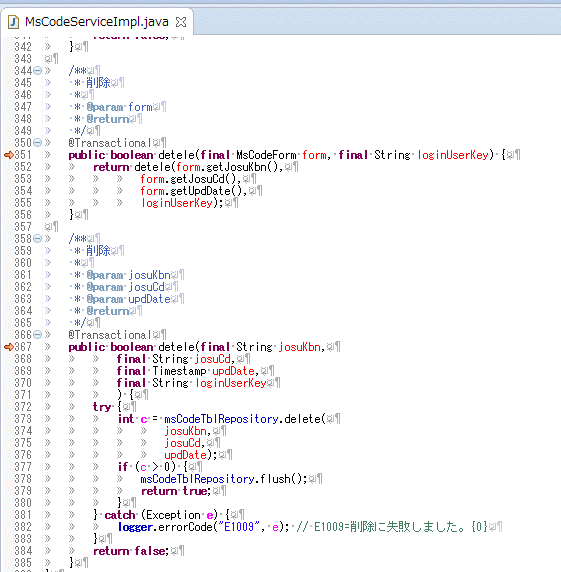 MsCodeServiceImpl.java
342 }
343
344 /**
345 * 削除
346 *
347 * @param form
348 * @return
349 */
350 @Transactional
351 public boolean detele(final MsCodeForm form, final String loginUserKey) {
352 return detele(form.getJosuKbn(),
353 form.getJosuCd(),
354 form.getUpdDate(),
355 loginUserKey);
356 }
357
358 /**
359 * 削除
360 *
361 * @param josuKbn
362 * @param josuCd
363 * @param updDate
364 * @return
365 */
366 @Transactional
367 public boolean detele(final String josuKbn,
368 final String josuCd,
369 final Timestamp updDate,
370 final String loginUserKey
371 ) {
372 try {
373 int c = msCodeTblRepository.delete(
374 josuKbn,
375 josuCd,
376 updDate);
377 if (c > 0) {
378 msCodeTblRepository.flush();
379 return true;
380 }
381 } catch (Exception e) {
382 logger.errorCode("E1009", e); // E1009=削除に失敗しました。{0}
383 }
384 return false;
385 }